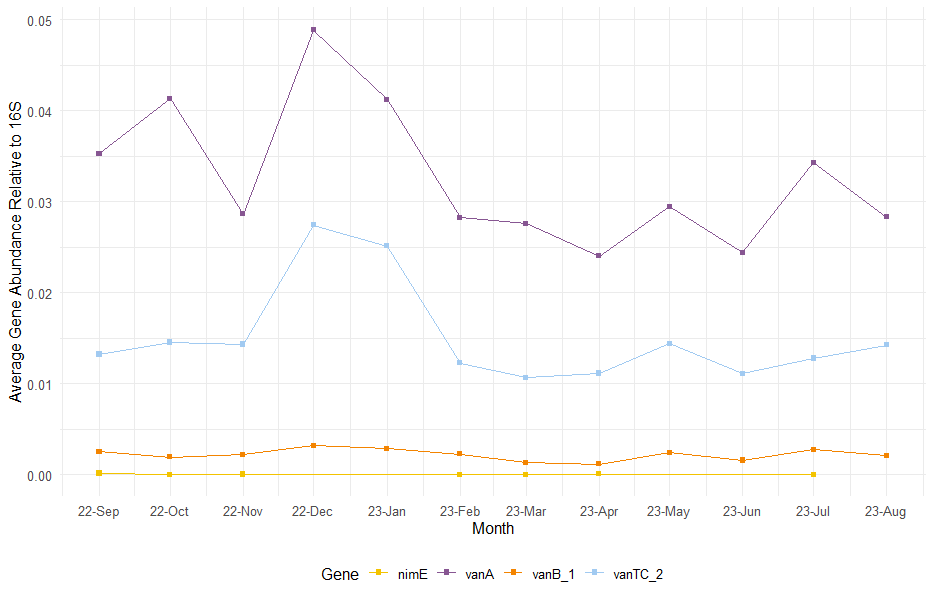 Average Gene Abundance Relative to 16S
0.05
0.04
0.03
0.02
0.01
0.00
22-Sep 22-Oct 22-Nov 22-Dec 23-Jan 23-Feb 23-Mar 23-Apr 23-May 23-Jun 23-Jul 23-Aug
Month
Gene nimE vanA vanB_1 vanTC_2